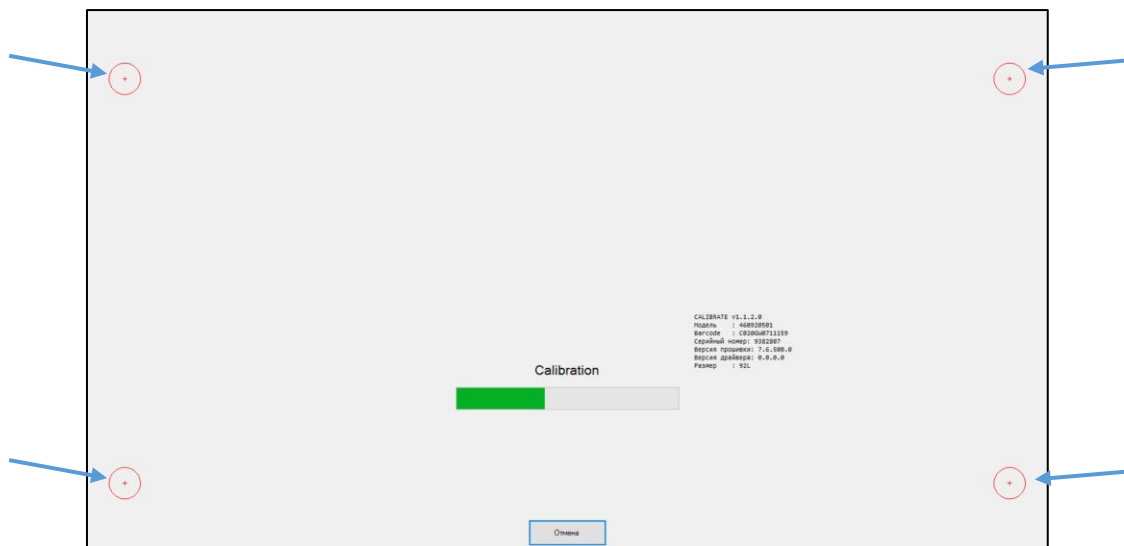 CALIBRATE v1.1.2.0
Модель : 460920501
Barcode : C020GW0711159
Серийный номер: 9382807
Версия прошивки: 7.6.500.0
Версия драйвера: 0.0.0.0
Размер : 92L
Calibration
Отмена